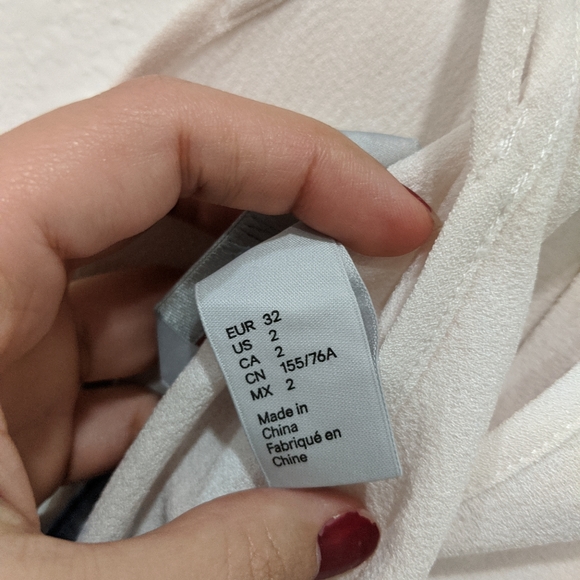 EUR 32
US 2
CA 2
CN 155/76A
MX 2
Made in
China
Fabriqué en
Chine